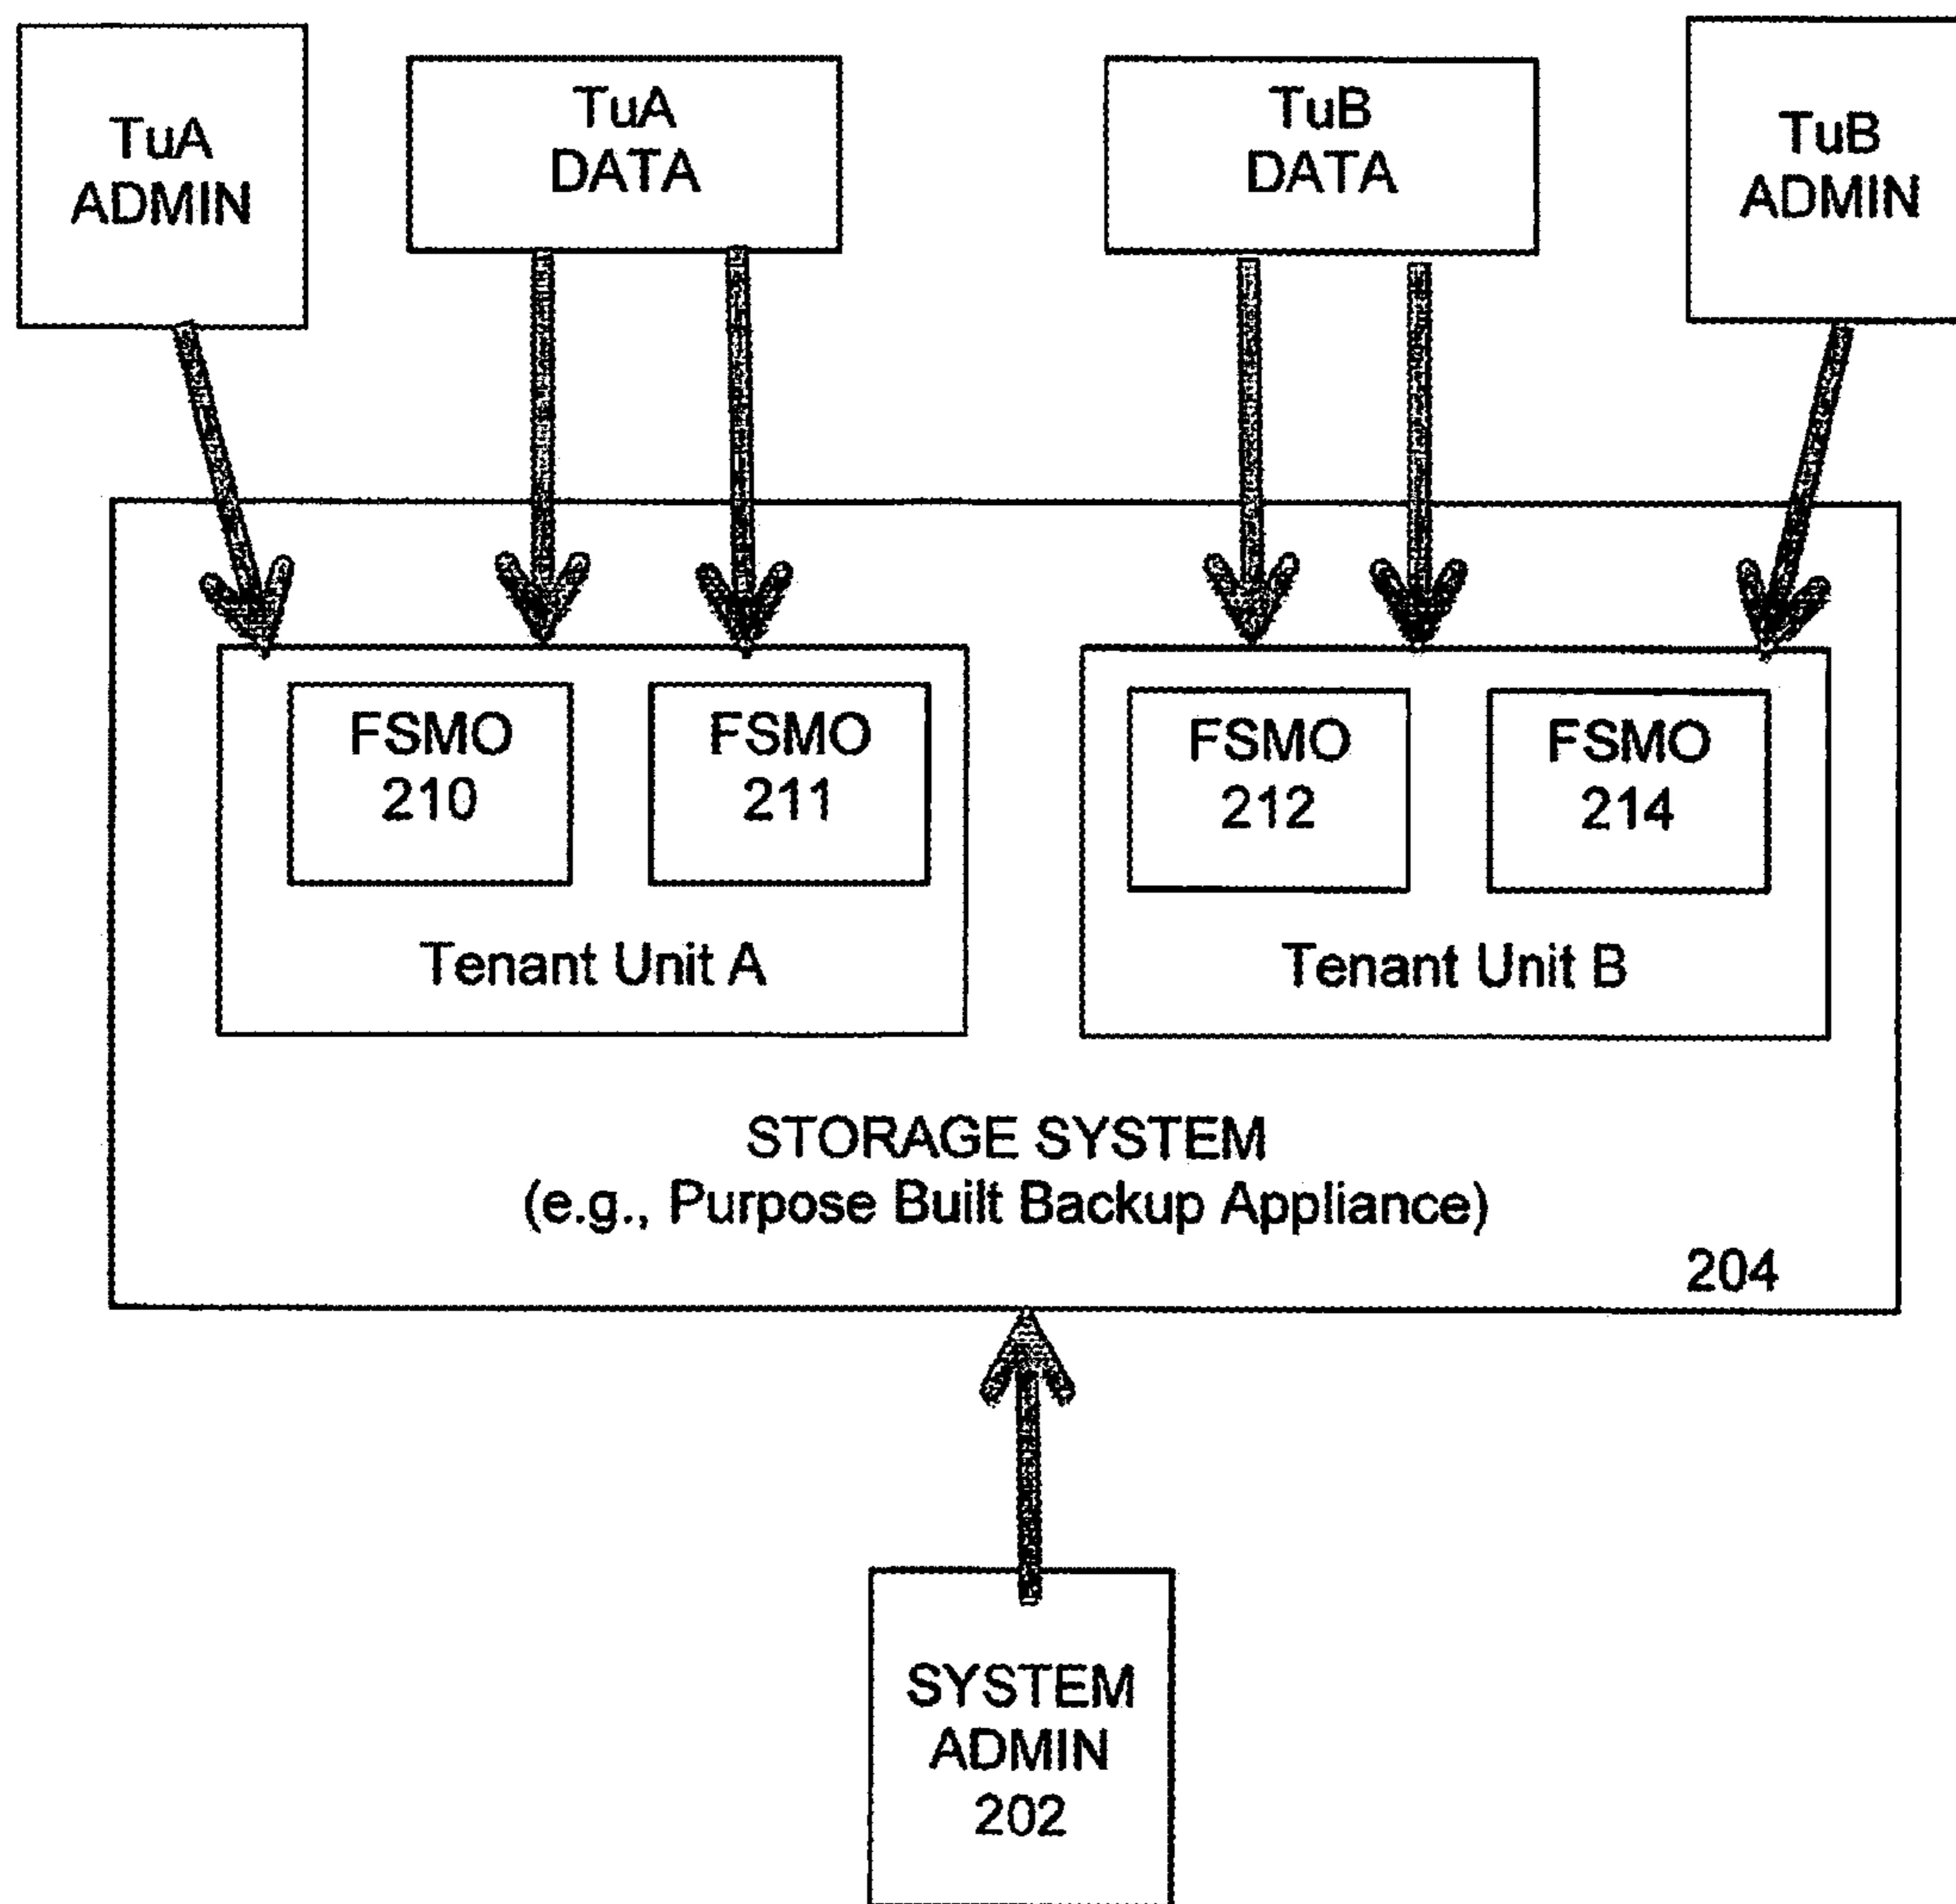 TuA
ADMIN
TuA
DATA
TuB
DATA
TuB
ADMIN
FSMO
210
FSMO
211
FSMO
212
FSMO
214
Tenant Unit A
Tenant Unit B
STORAGE SYSTEM
(e.g., Purpose Built Backup Appliance)
204
SYSTEM
ADMIN
202